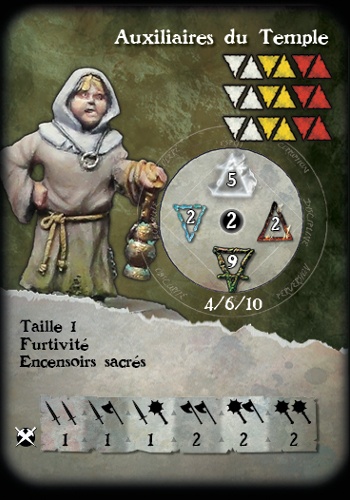 Auxiliaires du Temple
5
2 2 2
9
4/6/10
Taille 1
Furtivité
Encensoirs sacrés
1 1 1 2 2 2